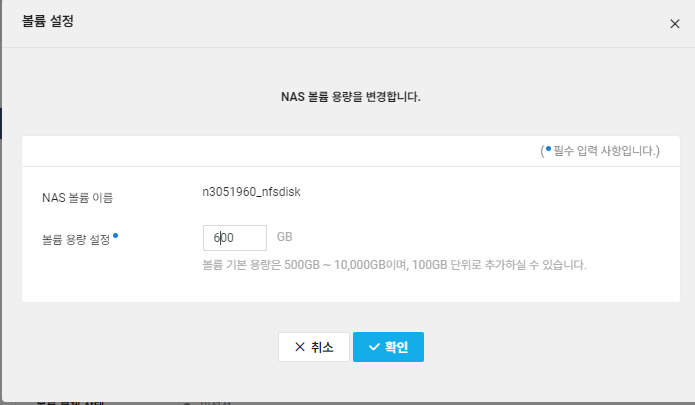 볼륨 설정
NAS 볼륨 용량을 변경합니다.
(• 필수 입력 사항입니다.)
NAS 볼륨 이름 n3051960_nfsdisk
볼륨 용량 설정• 600 GB
볼륨 기본 용량은 500GB ~ 10,000GB이며, 100GB 단위로 추가하실 수 있습니다.
취소 확인